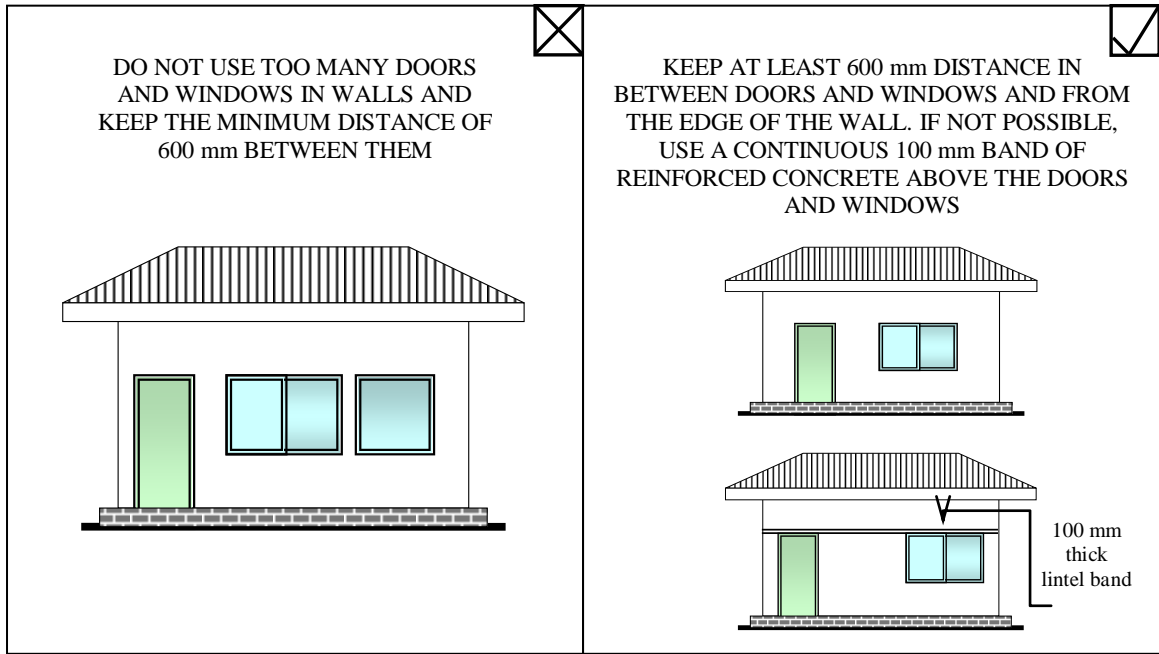 DO NOT USE TOO MANY DOORS
AND WINDOWS IN WALLS AND
KEEP THE MINIMUM DISTANCE OF
600 mm BETWEEN THEM
KEEP AT LEAST 600 mm DISTANCE IN
BETWEEN DOORS AND WINDOWS AND FROM
THE EDGE OF THE WALL. IF NOT POSSIBLE,
USE A CONTINUOUS 100 mm BAND OF
REINFORCED CONCRETE ABOVE THE DOORS
AND WINDOWS
100 mm
thick
lintel band